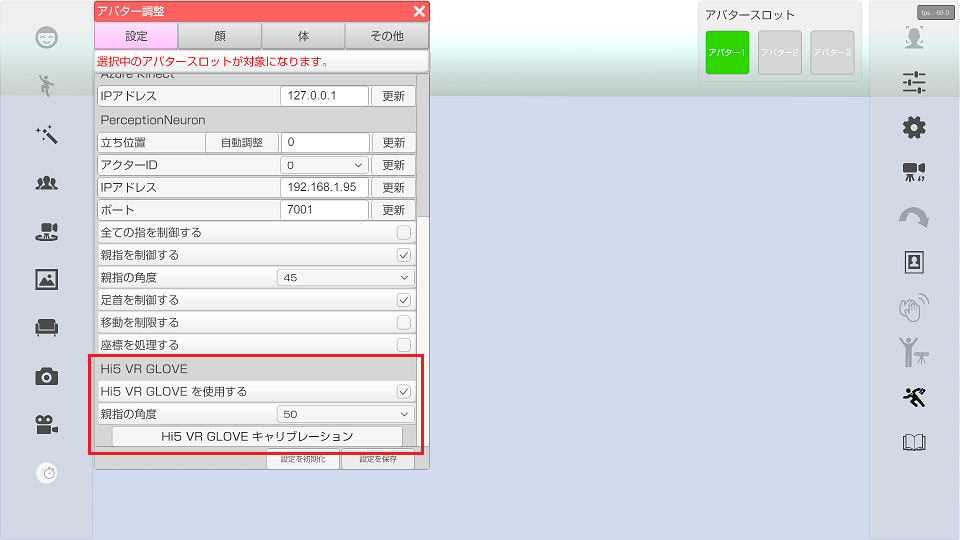 アバター調整
設定 顔 体 その他
選択中のアバタースロットが対象になります。
Azure Kinect
IPアドレス 127.0.0.1 更新
PerceptionNeuron
立ち位置 自動調整 0 更新
アクターID 0 更新
IPアドレス 192.168.1.95 更新
ポート 7001 更新
全ての指を制御する
親指を制御する
親指の角度 45
足首を制御する
移動を制限する
座標を処理する
Hi5 VR GLOVE
Hi5 VR GLOVE を使用する
親指の角度 50
Hi5 VR GLOVE キャリブレーション
設定を初期化 設定を保存
アバタースロット
アバター1 アバター2 アバター3
fps : 60.0